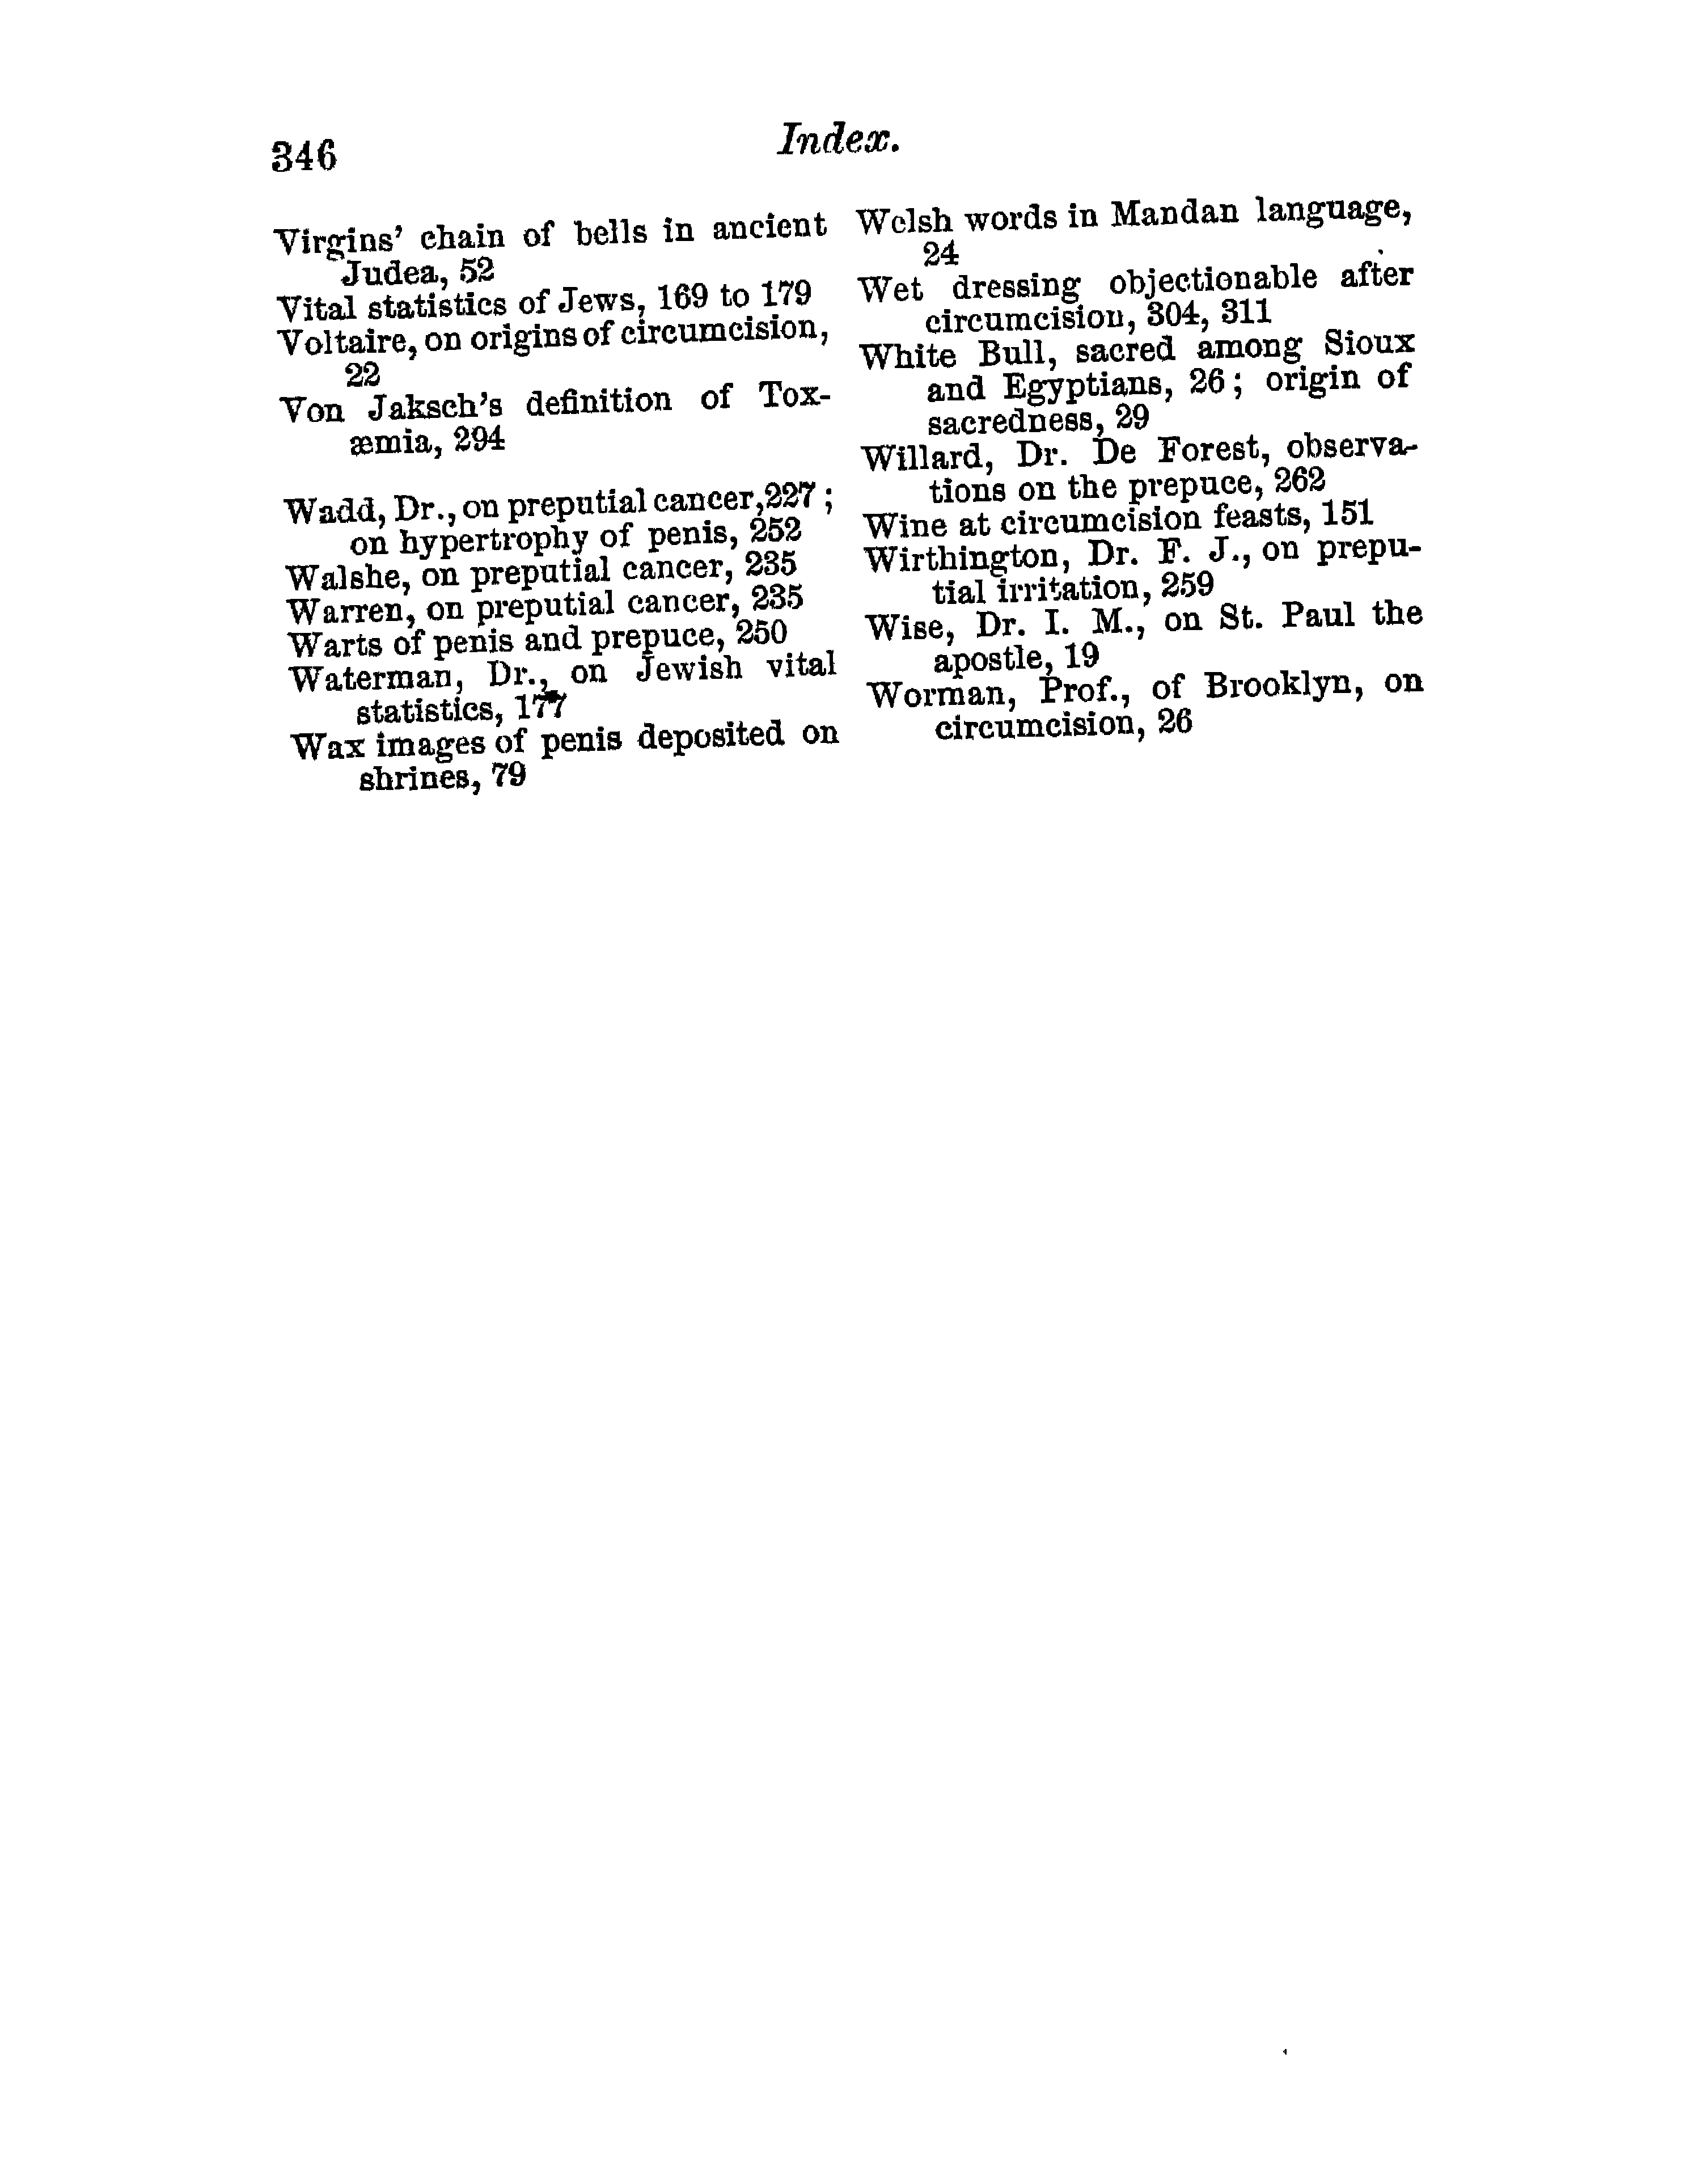 346
Index.
Virgins' chain of bells in ancient
Judea, 52
Vital statistics of Jews, 169 to 179
Voltaire, on origins of circumcision,
22
Von Jaksch's definition of Tox-
æmia, 294
Wadd, Dr., on preputial cancer, 227;
on hypertrophy of penis, 252
Walshe, on preputial cancer, 235
Warren, on preputial cancer, 235
Warts of penis and prepuce, 250
Waterman, Dr., on Jewish vital
statistics, 177
Wax images of penis deposited on
shrines, 79
Welsh words in Mandan language,
24
Wet dressing objectionable after
circumcision, 304, 311
White Bull, sacred among Sioux
and Egyptians, 26; origin of
sacredness, 29
Willard, Dr. De Forest, observa-
tions on the prepuce, 262
Wine at circumcision feasts, 151
Wirthington, Dr. F. J., on prepu-
tial irritation, 259
Wise, Dr. I. M., on St. Paul the
apostle, 19
Worman, Prof., of Brooklyn, on
circumcision, 26